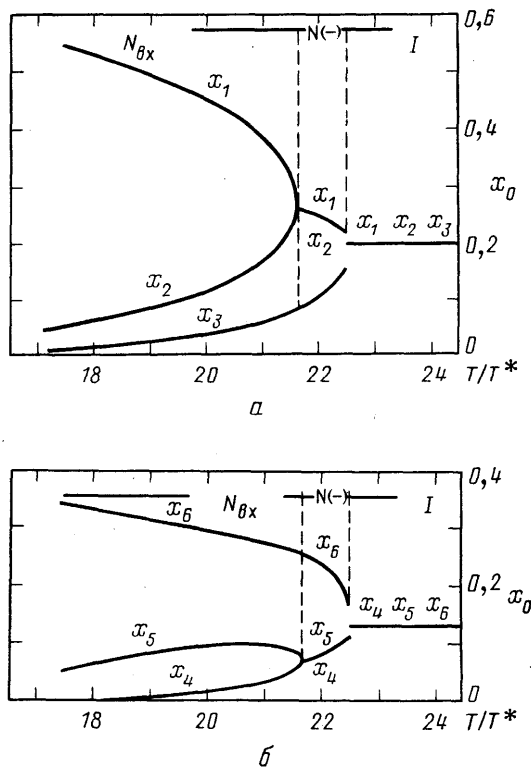 0,6
N(−)
I
Nвх
x₁
0,4
x₀
x₁
x₁ x₂ x₃
x₂
0,2
x₂
x₃
0
18 20 22 24 T/T*
а
0,4
N(−)
Nвх
I
x₆
x₆
0,2
x₄ x₅ x₆
x₀
x₅
x₅
x₄
x₄
0
18 20 22 24 T/T*
б